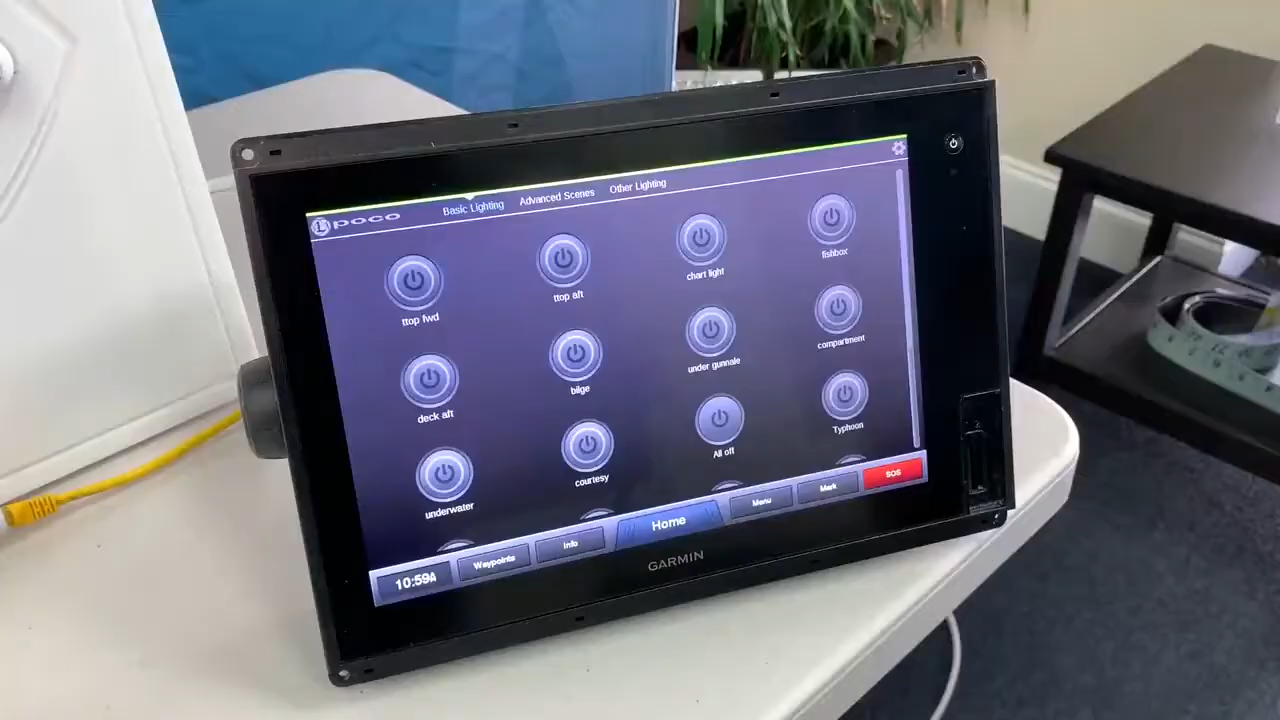 poco Basic Lighting Advanced Scenes Other Lighting
ttop fwd ttop aft chart light fishbox
deck aft bilge under gunnale compartment
underwater courtesy All off Typhoon
10:59A Waypoints Info Home Menu Mark SOS
GARMIN